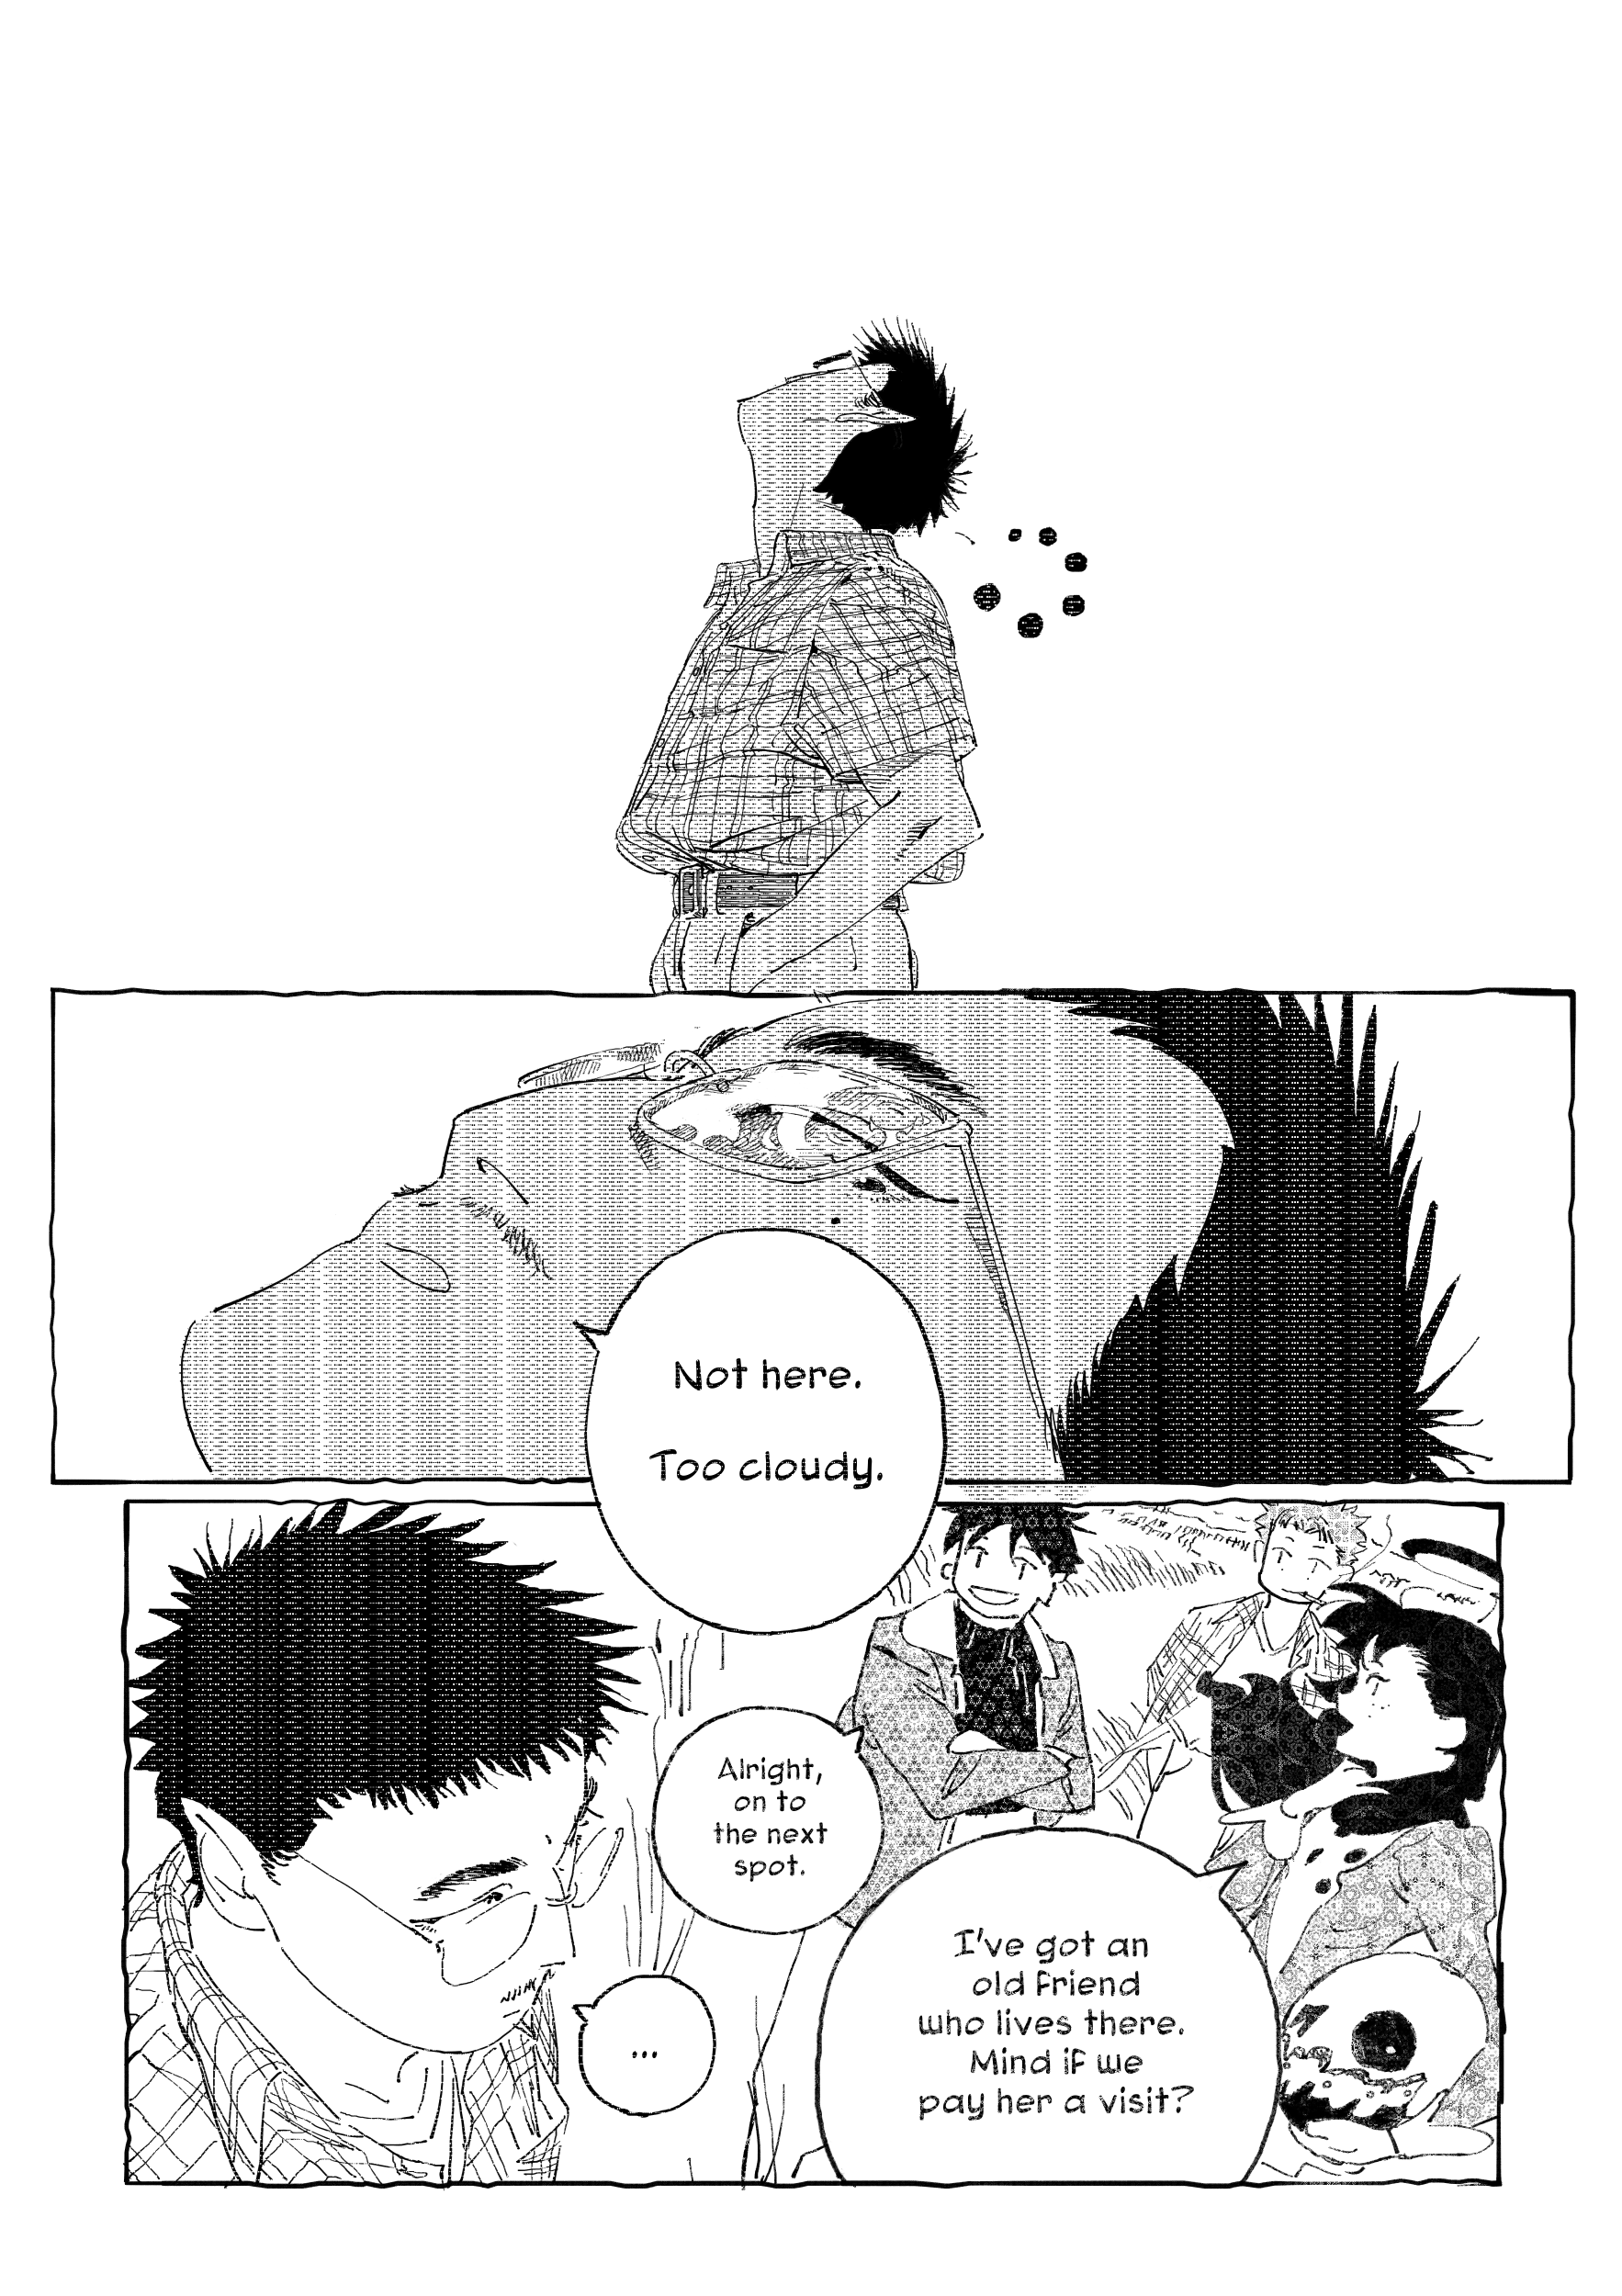 Not here.
Too cloudy.
Alright,
on to
the next
spot.
I've got an
old friend
who lives there.
Mind if we
pay her a visit?
...